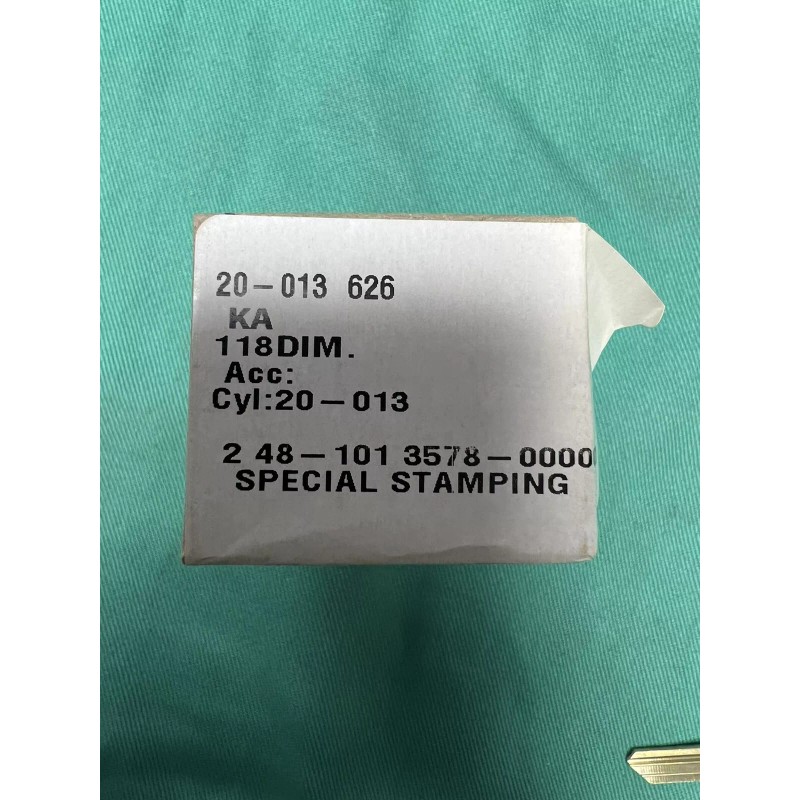 20-013 626
KA
118DIM.
Acc:
Cyl:20-013
2 48-101 3578-0000
SPECIAL STAMPING